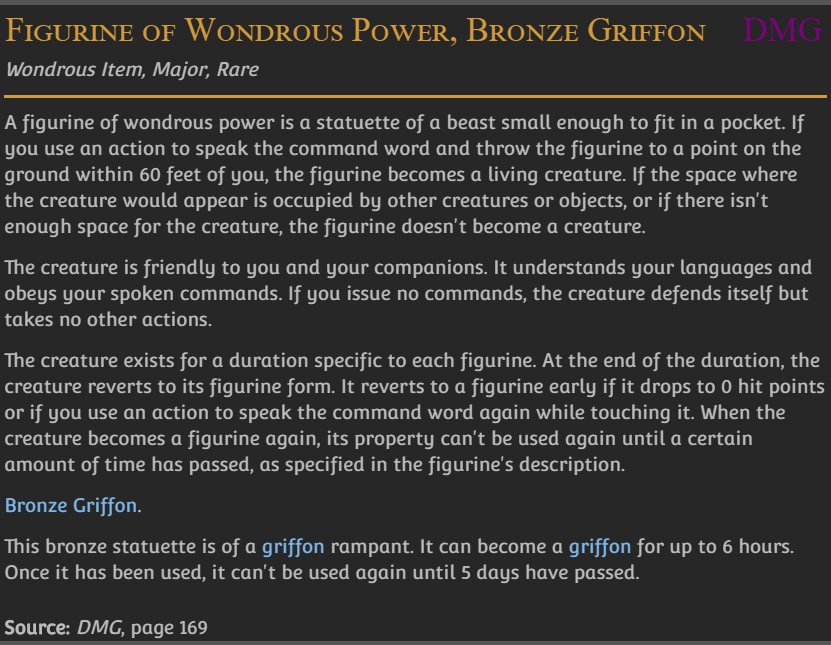 Figurine of Wondrous Power, Bronze Griffon DMG
Wondrous Item, Major, Rare
A figurine of wondrous power is a statuette of a beast small enough to fit in a pocket. If
you use an action to speak the command word and throw the figurine to a point on the
ground within 60 feet of you, the figurine becomes a living creature. If the space where
the creature would appear is occupied by other creatures or objects, or if there isn't
enough space for the creature, the figurine doesn't become a creature.
The creature is friendly to you and your companions. It understands your languages and
obeys your spoken commands. If you issue no commands, the creature defends itself but
takes no other actions.
The creature exists for a duration specific to each figurine. At the end of the duration, the
creature reverts to its figurine form. It reverts to a figurine early if it drops to 0 hit points
or if you use an action to speak the command word again while touching it. When the
creature becomes a figurine again, its property can't be used again until a certain
amount of time has passed, as specified in the figurine's description.
Bronze Griffon.
This bronze statuette is of a griffon rampant. It can become a griffon for up to 6 hours.
Once it has been used, it can't be used again until 5 days have passed.
Source: DMG, page 169